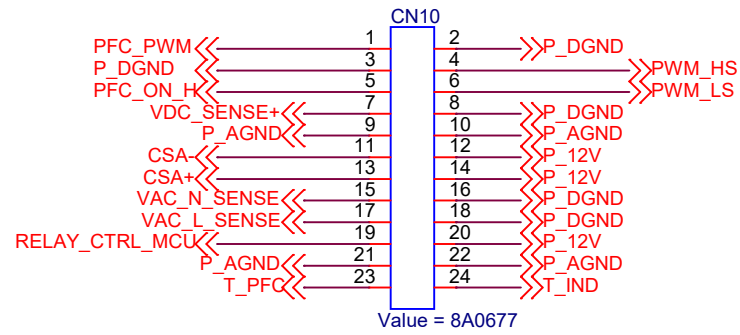 CN10
PFC_PWM 1 2 P_DGND
P_DGND 3 4 PWM_HS
PFC_ON_H 5 6 PWM_LS
VDC_SENSE+ 7 8 P_DGND
P_AGND 9 10 P_AGND
CSA- 11 12 P_12V
CSA+ 13 14 P_12V
VAC_N_SENSE 15 16 P_DGND
VAC_L_SENSE 17 18 P_DGND
RELAY_CTRL_MCU 19 20 P_12V
P_AGND 21 22 P_AGND
T_PFC 23 24 T_IND
Value = 8A0677